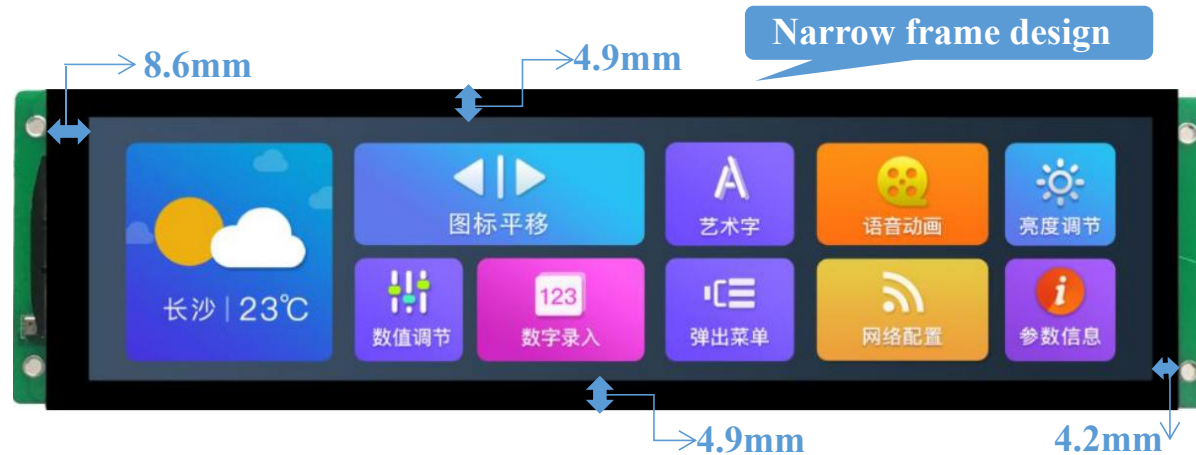 Narrow frame design
8.6mm
4.9mm
图标平移
A
艺术字
语音动画
亮度调节
长沙 | 23℃
数值调节
123
数字录入
弹出菜单
网络配置
i
参数信息
4.9mm
4.2mm